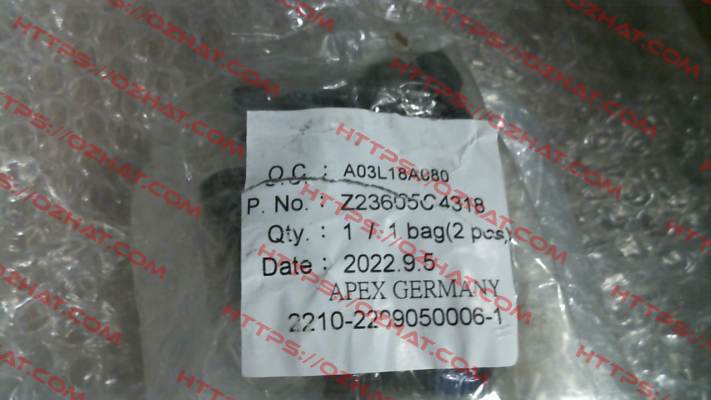 O.C. : A03L18A080
P. No. : Z23605C4318
Qty. : 1 / 1 bag(2 pcs)
Date : 2022.9.5
APEX GERMANY
2210-2209050006-1
HTTPS://OZHAT.COM